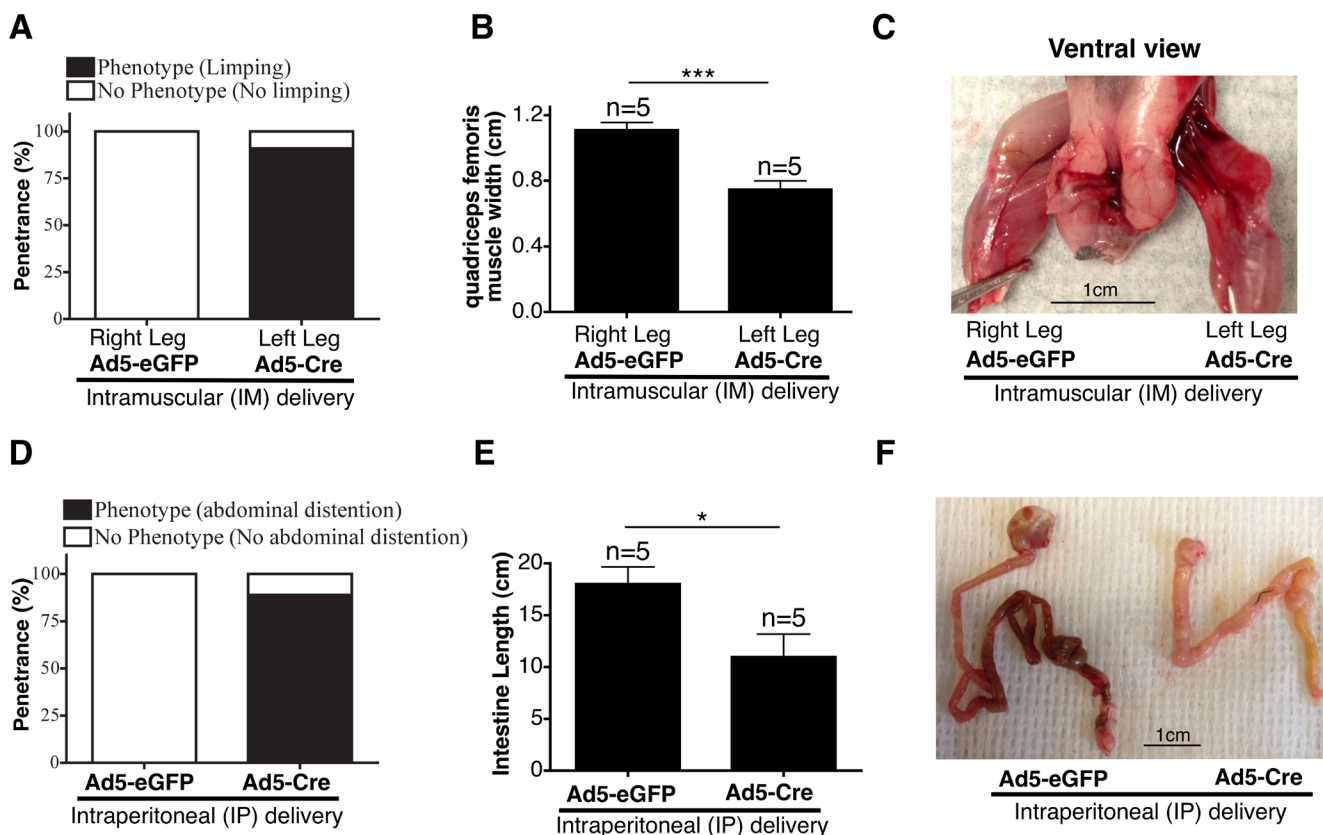 A
Phenotype (Limping)
No Phenotype (No limping)
Penetrance (%)
100
75
50
25
0
Right Leg
Left Leg
Ad5-eGFP
Ad5-Cre
Intramuscular (IM) delivery
B
***
n=5
n=5
quadriceps femoris
muscle width (cm)
1.2
0.8
0.4
0.0
Right Leg
Left Leg
Ad5-eGFP
Ad5-Cre
Intramuscular (IM) delivery
C
Ventral view
1cm
Right Leg
Left Leg
Ad5-eGFP
Ad5-Cre
Intramuscular (IM) delivery
D
Phenotype (abdominal distention)
No Phenotype (No abdominal distention)
Penetrance (%)
100
75
50
25
0
Ad5-eGFP
Ad5-Cre
Intraperitoneal (IP) delivery
E
*
n=5
n=5
Intestine Length (cm)
20
15
10
5
0
Ad5-eGFP
Ad5-Cre
Intraperitoneal (IP) delivery
F
1cm
Ad5-eGFP
Ad5-Cre
Intraperitoneal (IP) delivery